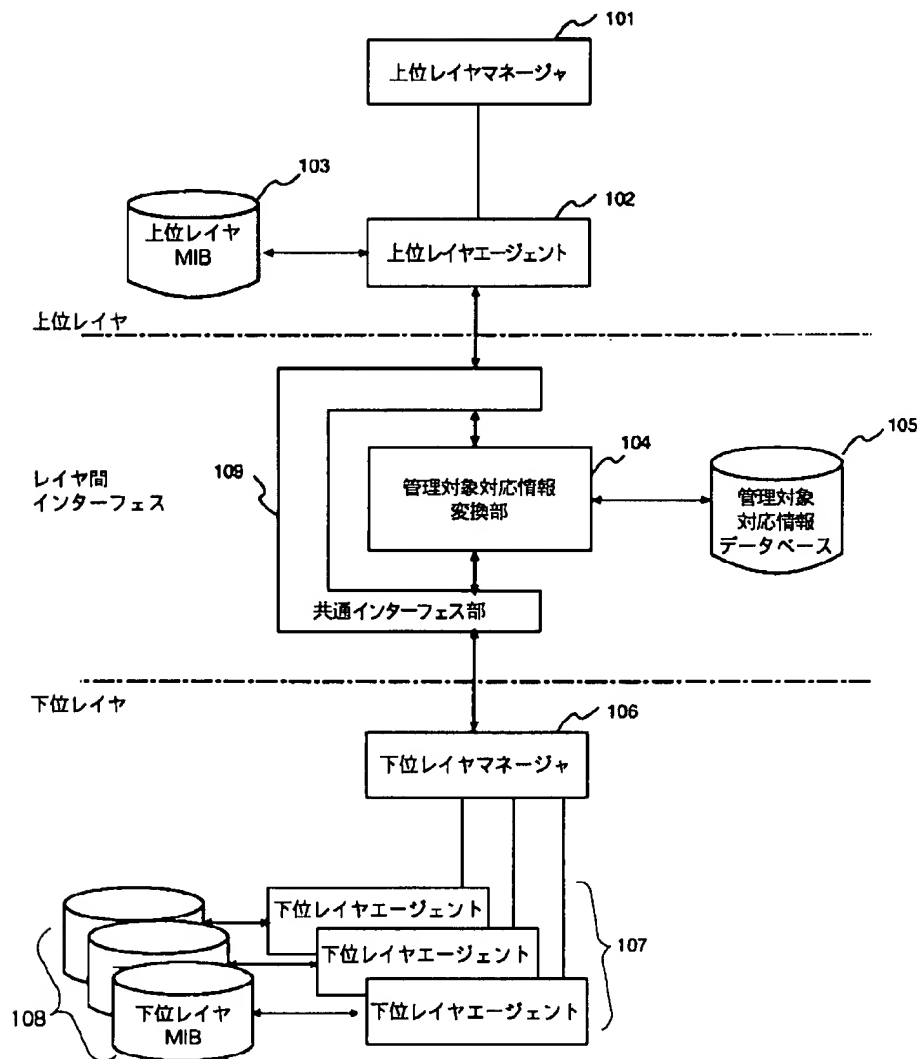 101
上位レイヤマネージャ
103
102
上位レイヤ
MIB
上位レイヤエージェント
上位レイヤ
105
104
109
レイヤ間
インターフェス
管理対象対応情報
変換部
管理対象
対応情報
データベース
共通インターフェス部
下位レイヤ
106
下位レイヤマネージャ
下位レイヤエージェント
下位レイヤエージェント
107
下位レイヤエージェント
108
下位レイヤ
MIB